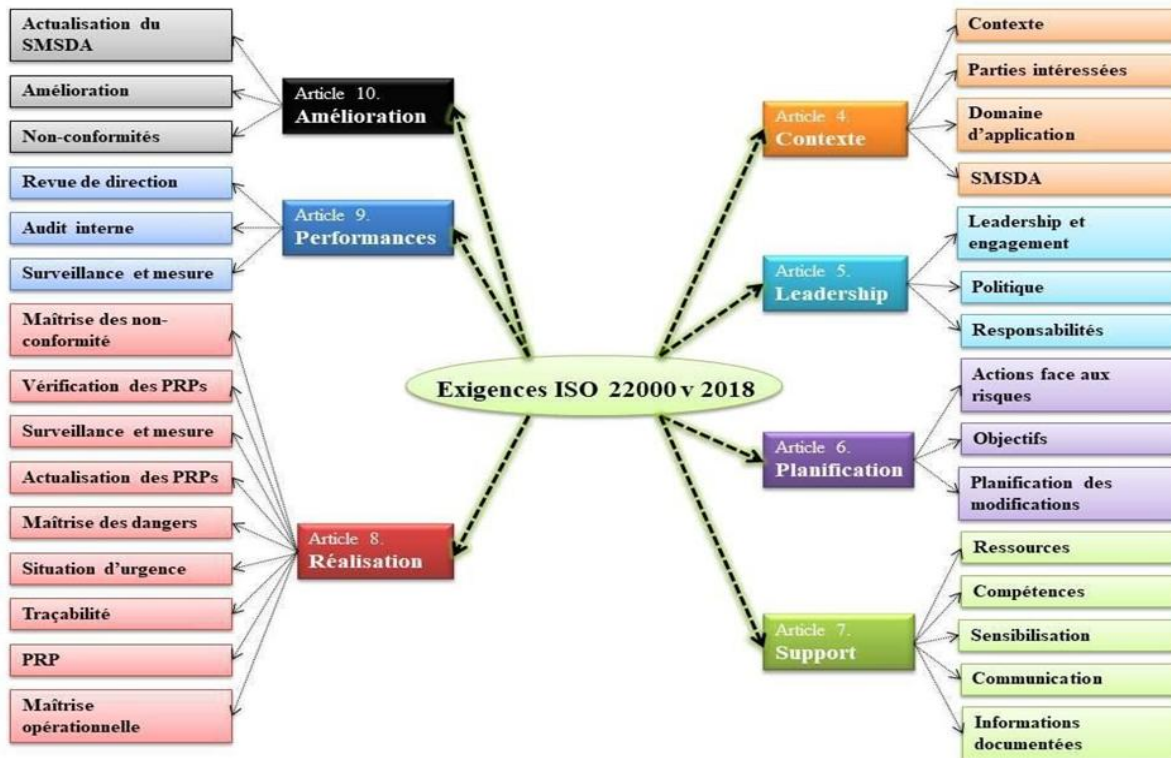 Actualisation du
SMSDA
Amélioration
Non-conformités
Article 10.
Amélioration
Revue de direction
Audit interne
Surveillance et mesure
Article 9.
Performances
Maîtrise des non-
conformité
Vérification des PRPs
Surveillance et mesure
Actualisation des PRPs
Maîtrise des dangers
Situation d'urgence
Traçabilité
PRP
Maîtrise
opérationnelle
Article 8.
Réalisation
Exigences ISO 22000 v 2018
Article 4.
Contexte
Contexte
Parties intéressées
Domaine
d'application
SMSDA
Article 5.
Leadership
Leadership et
engagement
Politique
Responsabilités
Article 6.
Planification
Actions face aux
risques
Objectifs
Planification des
modifications
Article 7.
Support
Ressources
Compétences
Sensibilisation
Communication
Informations
documentées